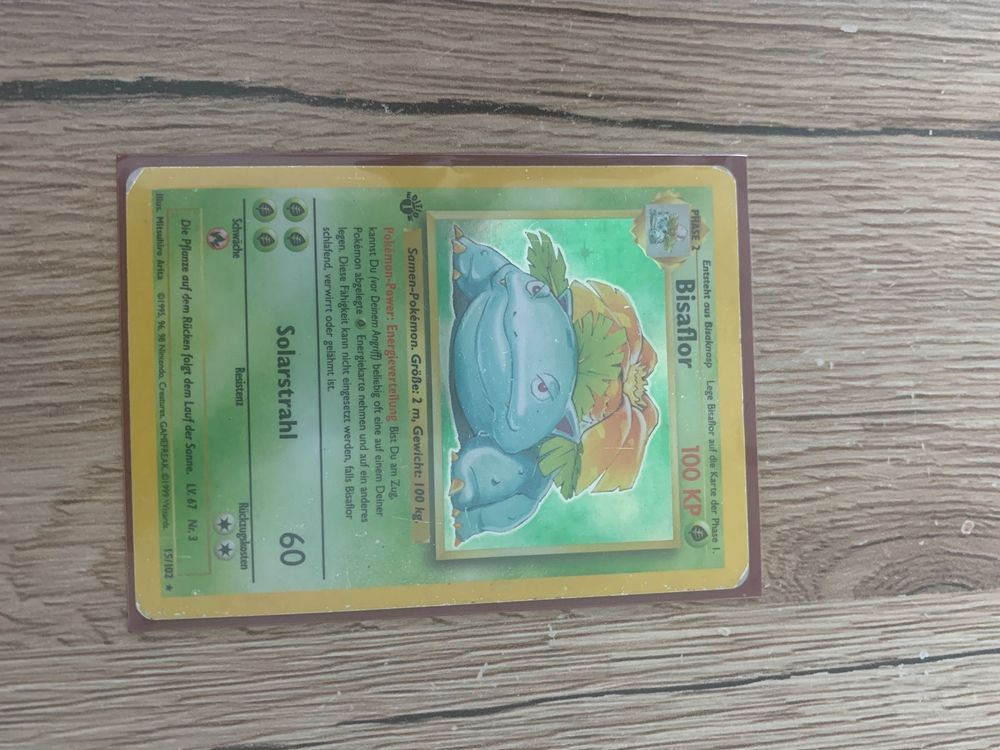 Entsteht aus Bisaknosp Lege Bisaflor auf die Karte der Phase 1.
PHASE 2
Bisaflor 100 KP
Samen-Pokémon. Größe: 2 m, Gewicht: 100 kg.
Pokémon-Power: Energieverteilung Bist Du am Zug,
kannst Du (vor Deinem Angriff) beliebig oft eine auf einem Deiner
Pokémon abgelegte Energiekarte nehmen und auf ein anderes
legen. Diese Fähigkeit kann nicht eingesetzt werden, falls Bisaflor
schlafend, verwirrt oder gelähmt ist.
Solarstrahl 60
Schwäche Resistenz Rückzugskosten
Die Pflanze auf dem Rücken folgt dem Lauf der Sonne. LV. 67 Nr. 3
Illus. Mitsuhiro Arita ©1995, 96, 98 Nintendo, Creatures, GAMEFREAK. ©1999 Wizards. 15/102